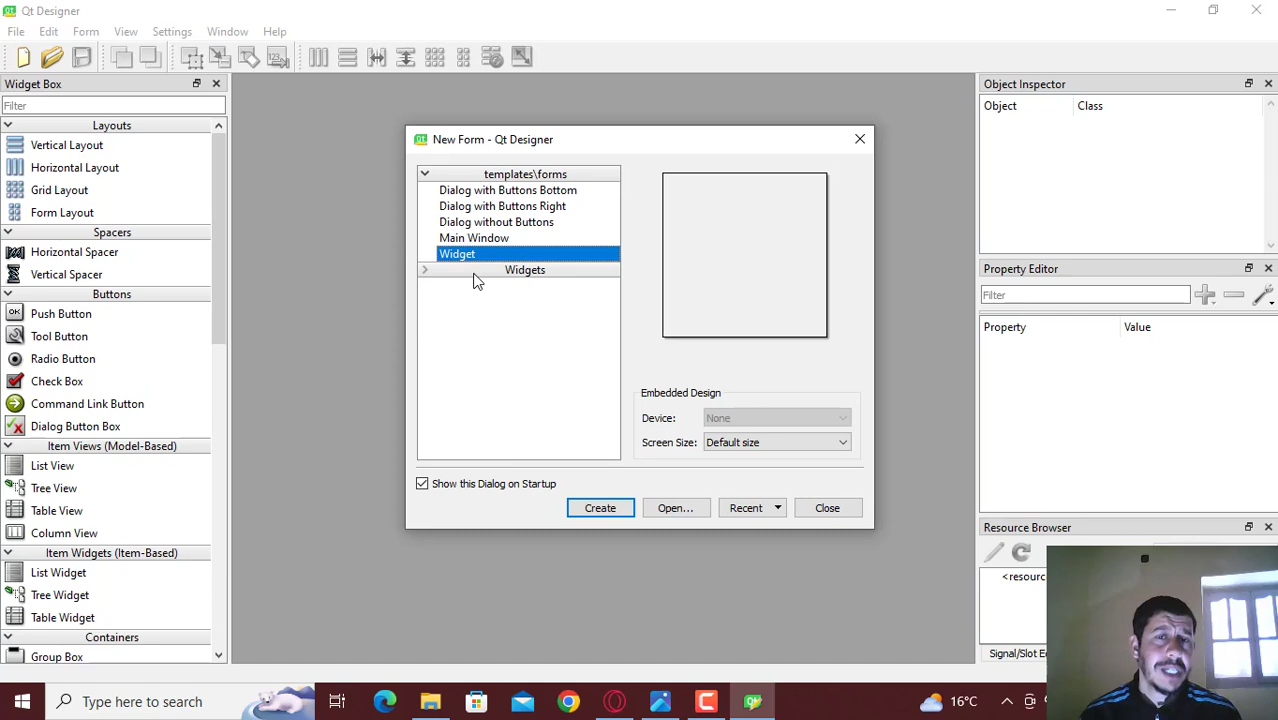 Qt Designer
File Edit Form View Settings Window Help
Widget Box
Filter
Layouts
Vertical Layout
Horizontal Layout
Grid Layout
Form Layout
Spacers
Horizontal Spacer
Vertical Spacer
Buttons
Push Button
Tool Button
Radio Button
Check Box
Command Link Button
Dialog Button Box
Item Views (Model-Based)
List View
Tree View
Table View
Column View
Item Widgets (Item-Based)
List Widget
Tree Widget
Table Widget
Containers
Group Box
New Form - Qt Designer
templates\forms
Dialog with Buttons Bottom
Dialog with Buttons Right
Dialog without Buttons
Main Window
Widget
Widgets
Embedded Design
Device: None
Screen Size: Default size
Show this Dialog on Startup
Create Open... Recent Close
Object Inspector
Object Class
Property Editor
Filter
Property Value
Resource Browser
<resourc
Signal/Slot Ed
Type here to search
16°C